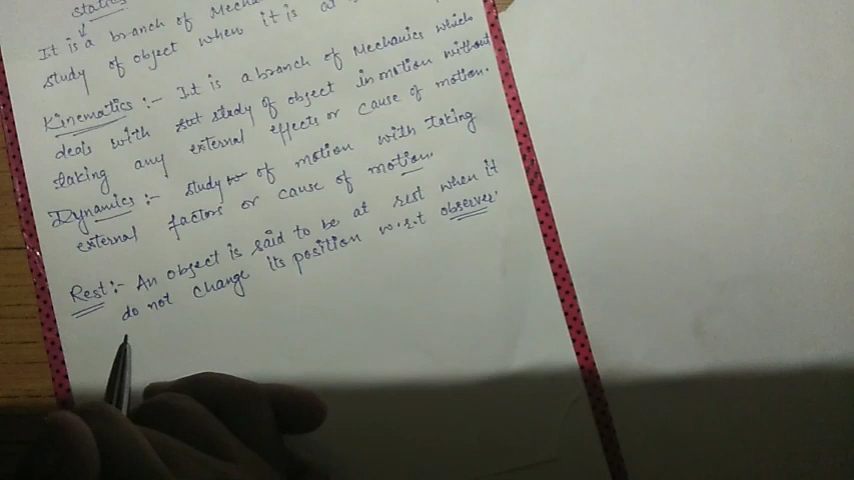 statics
It is a branch of Mecha
study of object when it is at
Kinematics :- It is a branch of Mechanics which
deals with study of object in motion without
taking any external effects or cause of motion.
Dynamics :- study of motion with taking
external factors or cause of motion.
Rest :- An object is said to be at rest when it
do not change its position w.r.t observer.